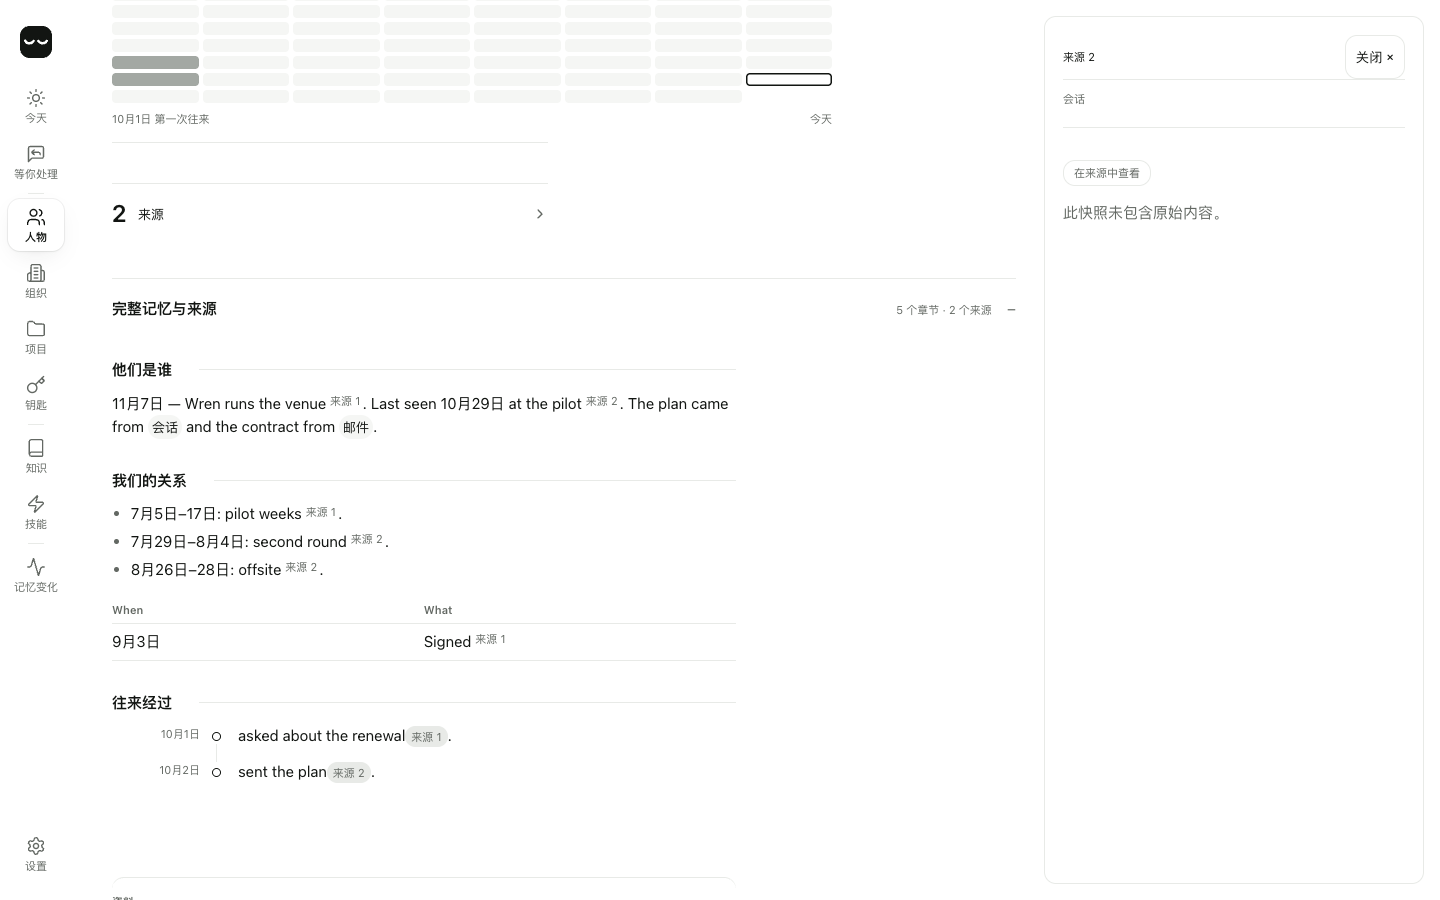 今天
等你处理
人物
组织
项目
钥匙
知识
技能
记忆变化
设置
10月1日 第一次往来
今天
2 来源
完整记忆与来源
5 个章节 · 2 个来源 –
他们是谁
11月7日 — Wren runs the venue 来源 1. Last seen 10月29日 at the pilot 来源 2. The plan came
from 会话 and the contract from 邮件.
我们的关系
• 7月5日–17日: pilot weeks 来源 1.
• 7月29日–8月4日: second round 来源 2.
• 8月26日–28日: offsite 来源 2.
When What
9月3日 Signed 来源 1
往来经过
10月1日 asked about the renewal 来源 1.
10月2日 sent the plan 来源 2.
来源 2
关闭 ×
会话
在来源中查看
此快照未包含原始内容。